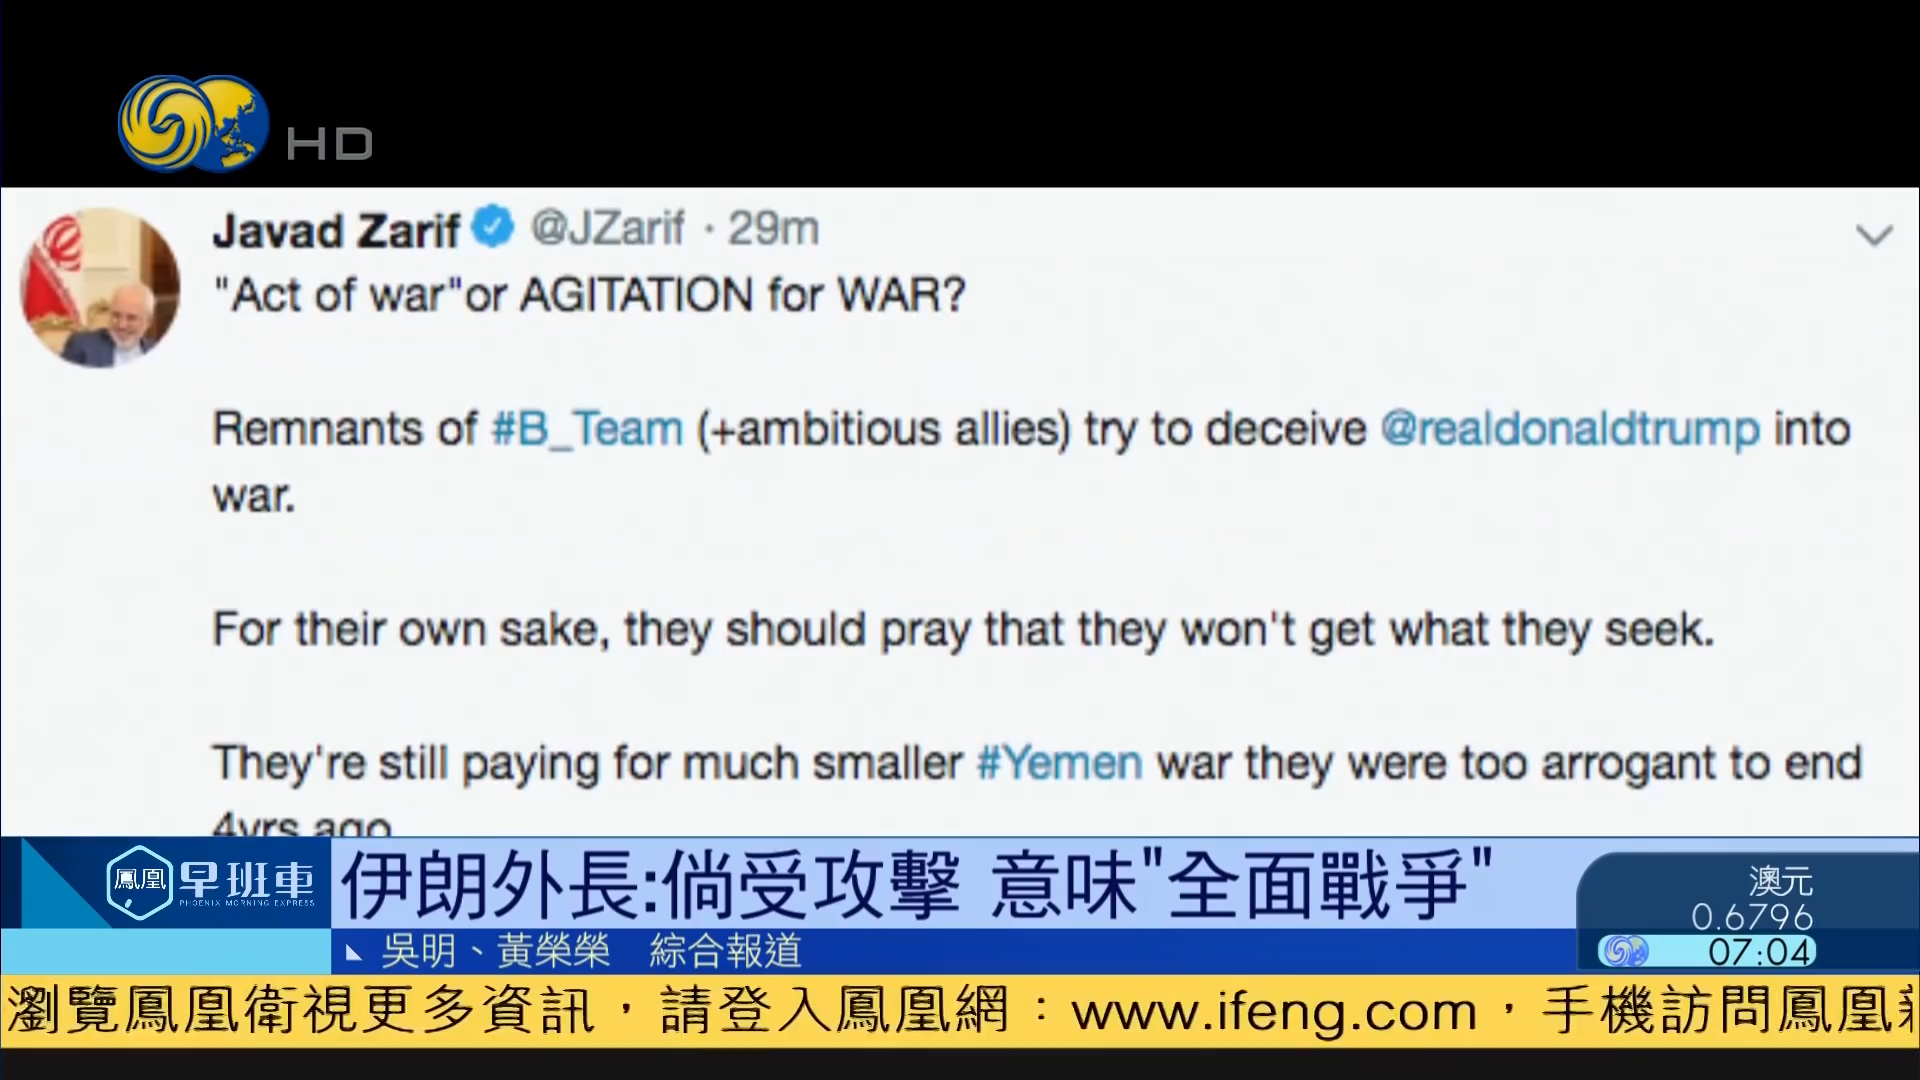 HD
Javad Zarif @JZarif · 29m
"Act of war"or AGITATION for WAR?
Remnants of #B_Team (+ambitious allies) try to deceive @realdonaldtrump into
war.
For their own sake, they should pray that they won't get what they seek.
They're still paying for much smaller #Yemen war they were too arrogant to end
4yrs ago
鳳凰 早班車
PHOENIX MORNING EXPRESS
伊朗外長:倘受攻擊 意味"全面戰爭"
吳明、黃榮榮 綜合報道
澳元
0.6796
07:04
瀏覽鳳凰衛視更多資訊，請登入鳳凰網：www.ifeng.com，手機訪問鳳凰